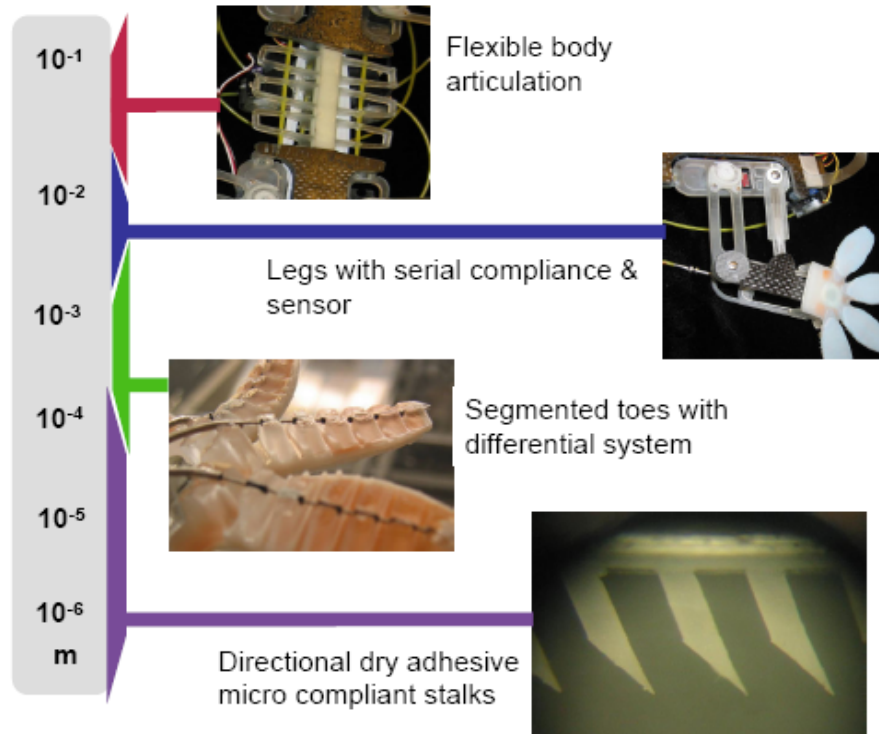 10⁻¹
Flexible body
articulation
10⁻²
Legs with serial compliance &
sensor
10⁻³
10⁻⁴
Segmented toes with
differential system
10⁻⁵
10⁻⁶
m
Directional dry adhesive
micro compliant stalks